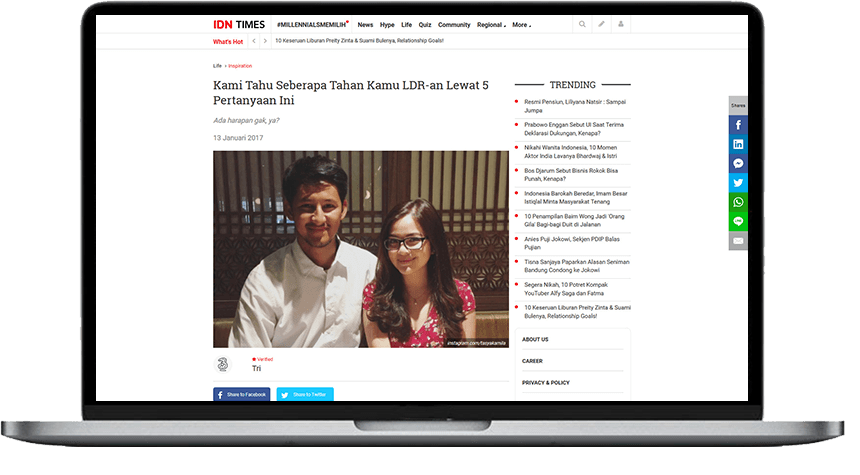 IDN TIMES
#MILLENNIALSMEMILIH
News Hype Life Quiz Community Regional More
What's Hot
10 Keseruan Liburan Preity Zinta & Suami Bulenya, Relationship Goals!
Life
Inspiration
Kami Tahu Seberapa Tahan Kamu LDR-an Lewat 5
Pertanyaan Ini
Ada harapan gak, ya?
13 Januari 2017
instagram.com/tasyakamila
Verified
Tri
Share to Facebook
Share to Twitter
TRENDING
Resmi Pensiun, Liliyana Natsir : Sampai
Jumpa
Prabowo Enggan Sebut UI Saat Terima
Deklarasi Dukungan, Kenapa?
Nikahi Wanita Indonesia, 10 Momen
Aktor India Lavanya Bhardwaj & Istri
Bos Djarum Sebut Bisnis Rokok Bisa
Punah, Kenapa?
Indonesia Barokah Beredar, Imam Besar
Istiqlal Minta Masyarakat Tenang
10 Penampilan Baim Wong Jadi 'Orang
Gila' Bagi-bagi Duit di Jalanan
Anies Puji Jokowi, Sekjen PDIP Balas
Pujian
Tisna Sanjaya Paparkan Alasan Seniman
Bandung Condong ke Jokowi
Segera Nikah, 10 Potret Kompak
YouTuber Alfy Saga dan Fatma
10 Keseruan Liburan Preity Zinta & Suami
Bulenya, Relationship Goals!
ABOUT US
CAREER
PRIVACY & POLICY
Shares